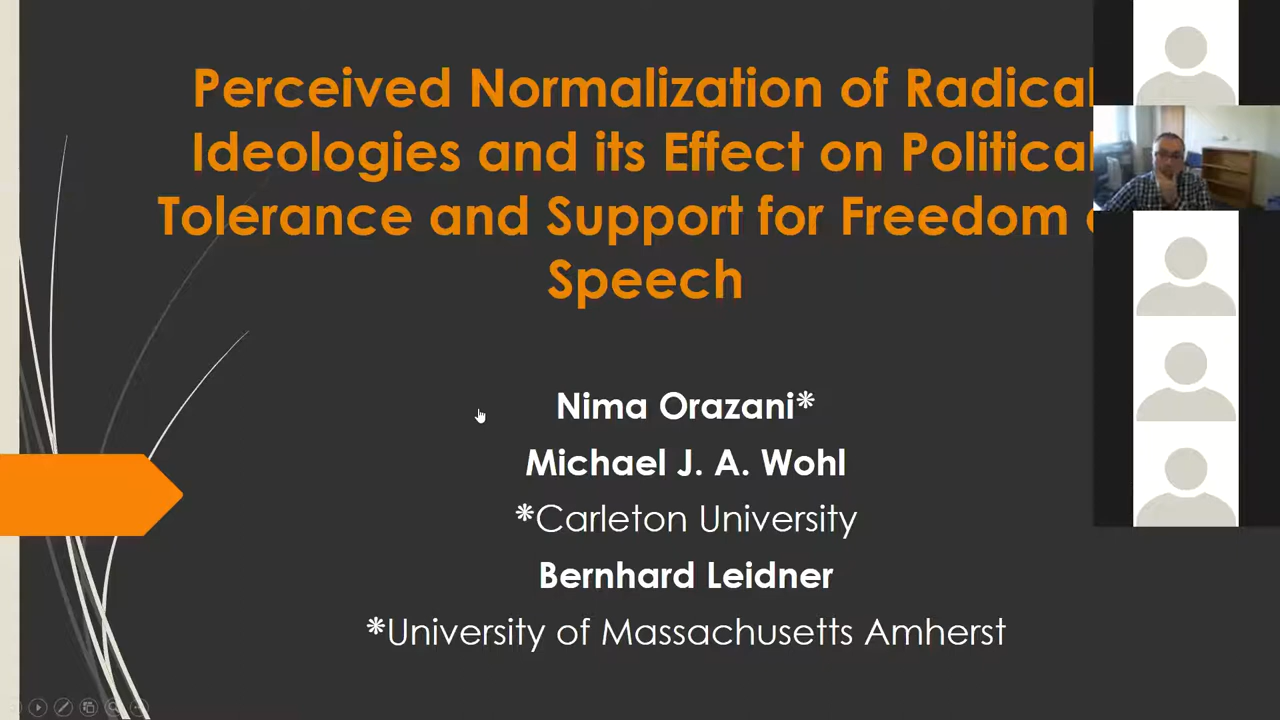 Perceived Normalization of Radical
Ideologies and its Effect on Political
Tolerance and Support for Freedom
Speech
Nima Orazani*
Michael J. A. Wohl
*Carleton University
Bernhard Leidner
*University of Massachusetts Amherst